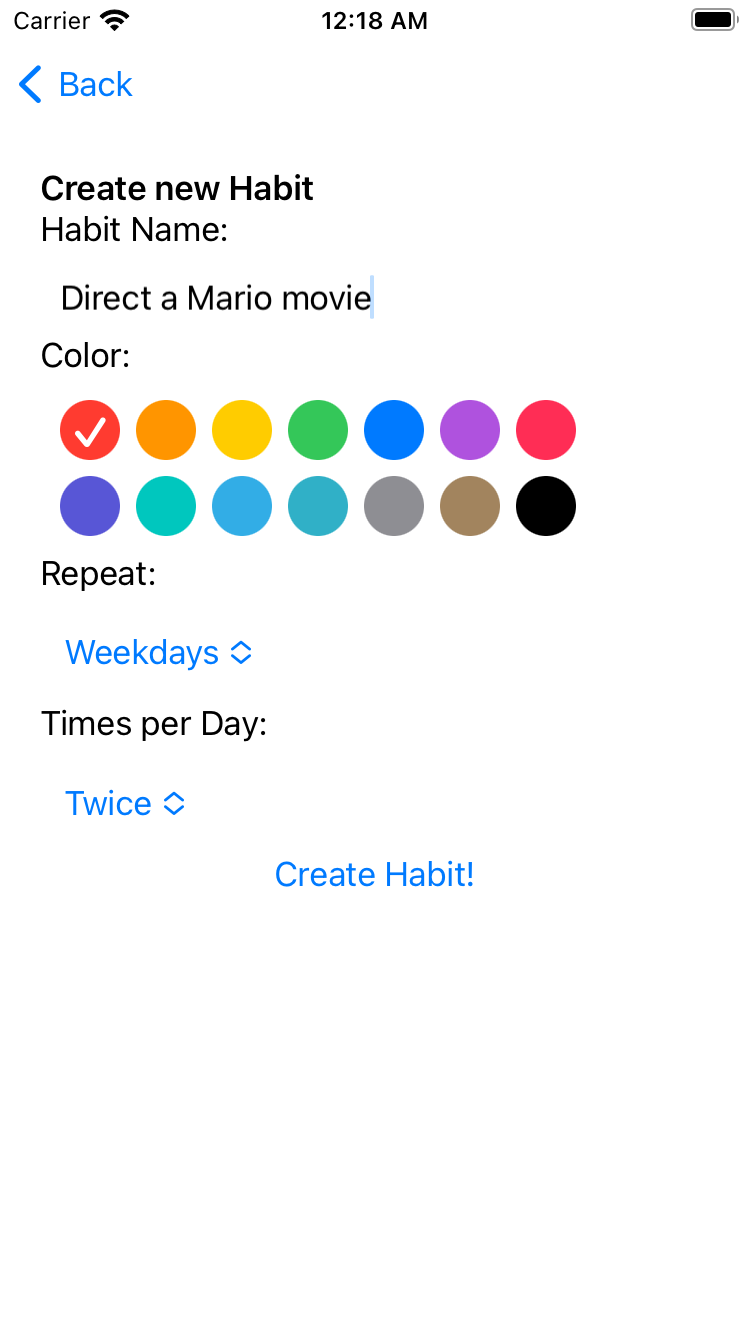 Carrier 12:18 AM
Back
Create new Habit
Habit Name:
Direct a Mario movie
Color:
Repeat:
Weekdays
Times per Day:
Twice
Create Habit!